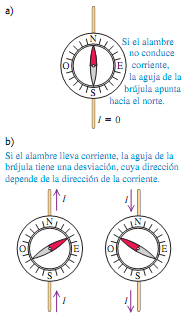 a)
N
Si el alambre
no conduce
corriente,
O
E
la aguja de la
brújula apunta
hacia el norte.
S
I = 0
b)
Si el alambre lleva corriente, la aguja de la
brújula tiene una desviación, cuya dirección
depende de la dirección de la corriente.
I
I
N
N
O
E
O
E
S
S
I
I